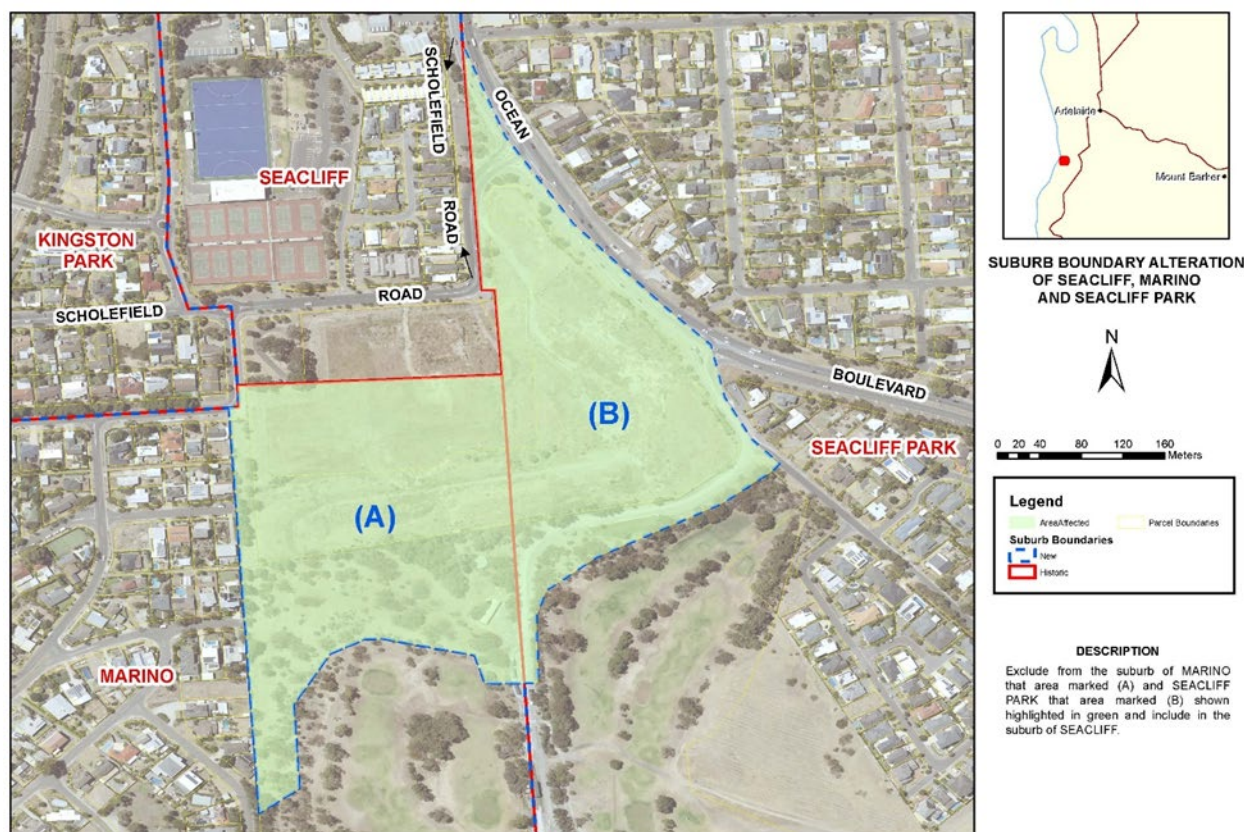 SCHOLEFIELD
OCEAN
SEACLIFF
ROAD
KINGSTON
PARK
ROAD
SCHOLEFIELD
BOULEVARD
(B)
SEACLIFF PARK
(A)
MARINO
Adelaide
Mount Barker
SUBURB BOUNDARY ALTERATION
OF SEACLIFF, MARINO
AND SEACLIFF PARK
N
0 20 40 80 120 160
Meters
Legend
AreaAffected Parcel Boundaries
Suburb Boundaries
New
Historic
DESCRIPTION
Exclude from the suburb of MARINO
that area marked (A) and SEACLIFF
PARK that area marked (B) shown
highlighted in green and include in the
suburb of SEACLIFF.